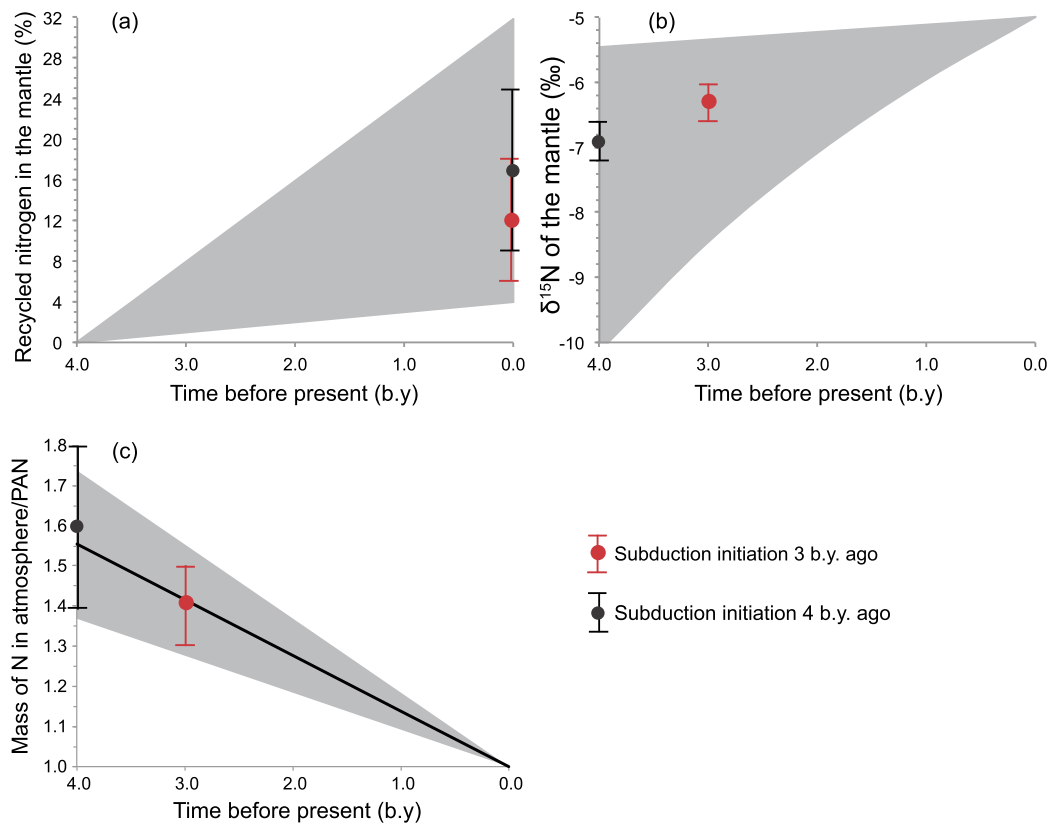 (a)
Recycled nitrogen in the mantle (%)
32
28
24
20
16
12
8
4
0
4.0 3.0 2.0 1.0 0.0
Time before present (b.y)
(b)
δ¹⁵N of the mantle (‰)
-5
-6
-7
-8
-9
-10
4.0 3.0 2.0 1.0 0.0
Time before present (b.y)
(c)
Mass of N in atmosphere/PAN
1.8
1.7
1.6
1.5
1.4
1.3
1.2
1.1
1.0
4.0 3.0 2.0 1.0 0.0
Time before present (b.y)
Subduction initiation 3 b.y. ago
Subduction initiation 4 b.y. ago